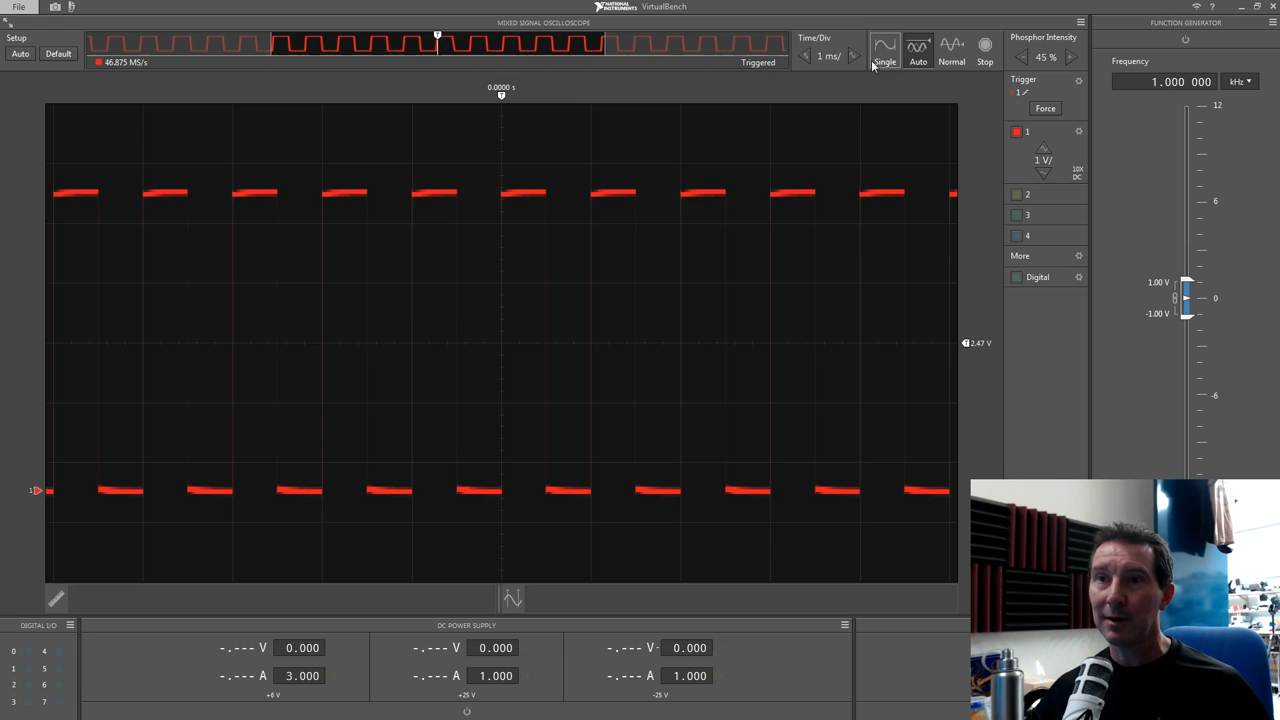 File
NATIONAL INSTRUMENTS VirtualBench
MIXED SIGNAL OSCILLOSCOPE
FUNCTION GENERATOR
Setup
Auto
Default
T
46.875 MS/s
Triggered
Time/Div
1 ms/
Single
Auto
Normal
Stop
Phosphor Intensity
45 %
Trigger
1
Force
1
1 V/
10X
DC
2
3
4
More
Digital
Frequency
1.000 000
kHz
12
6
1.00 V
0
-1.00 V
-6
0.0000 s
T
T 2.47 V
1
DIGITAL I/O
0 4
1 5
2 6
3 7
DC POWER SUPPLY
-.--- V 0.000
-.--- A 3.000
+6 V
-.--- V 0.000
-.--- A 1.000
+25 V
-.--- V 0.000
-.--- A 1.000
-25 V